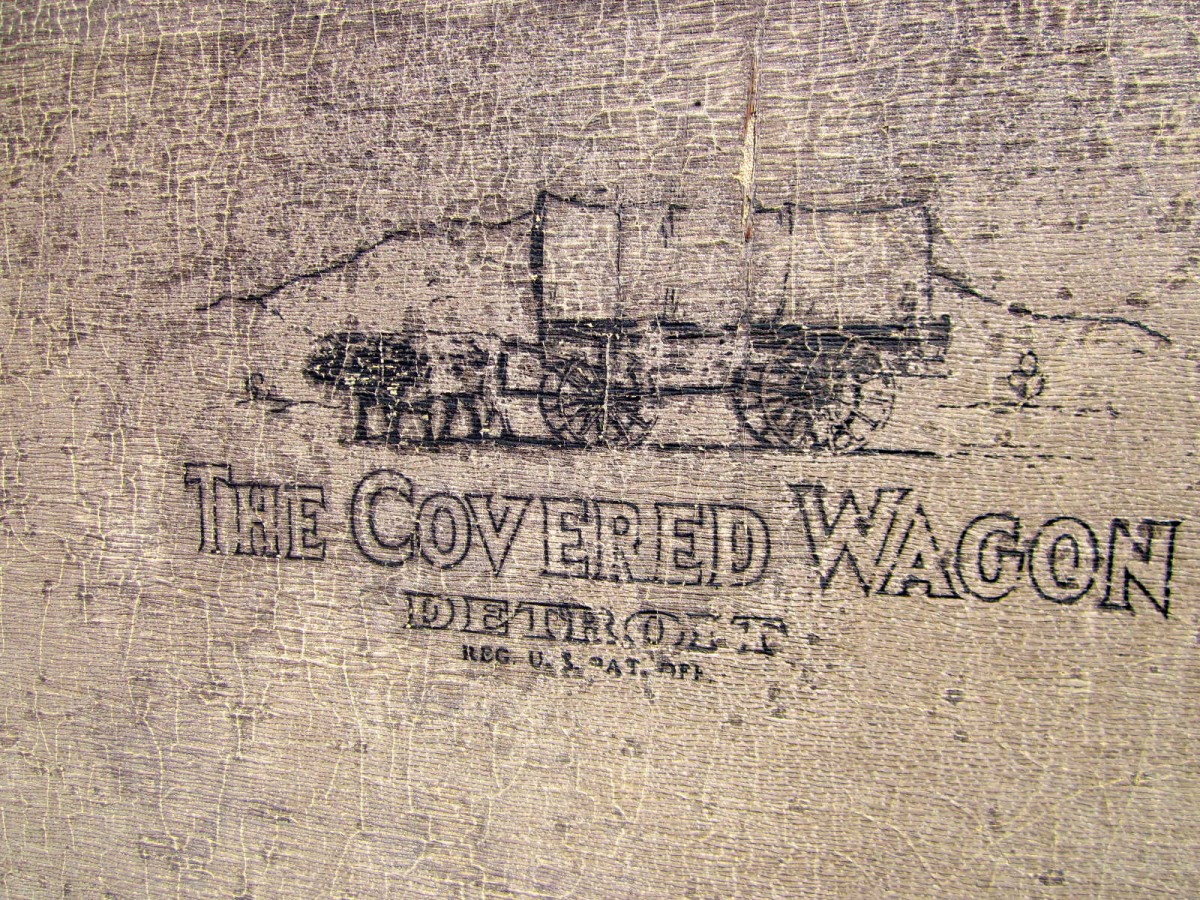 THE COVERED WAGON
DETROIT
REG. U. S. PAT. OFF.